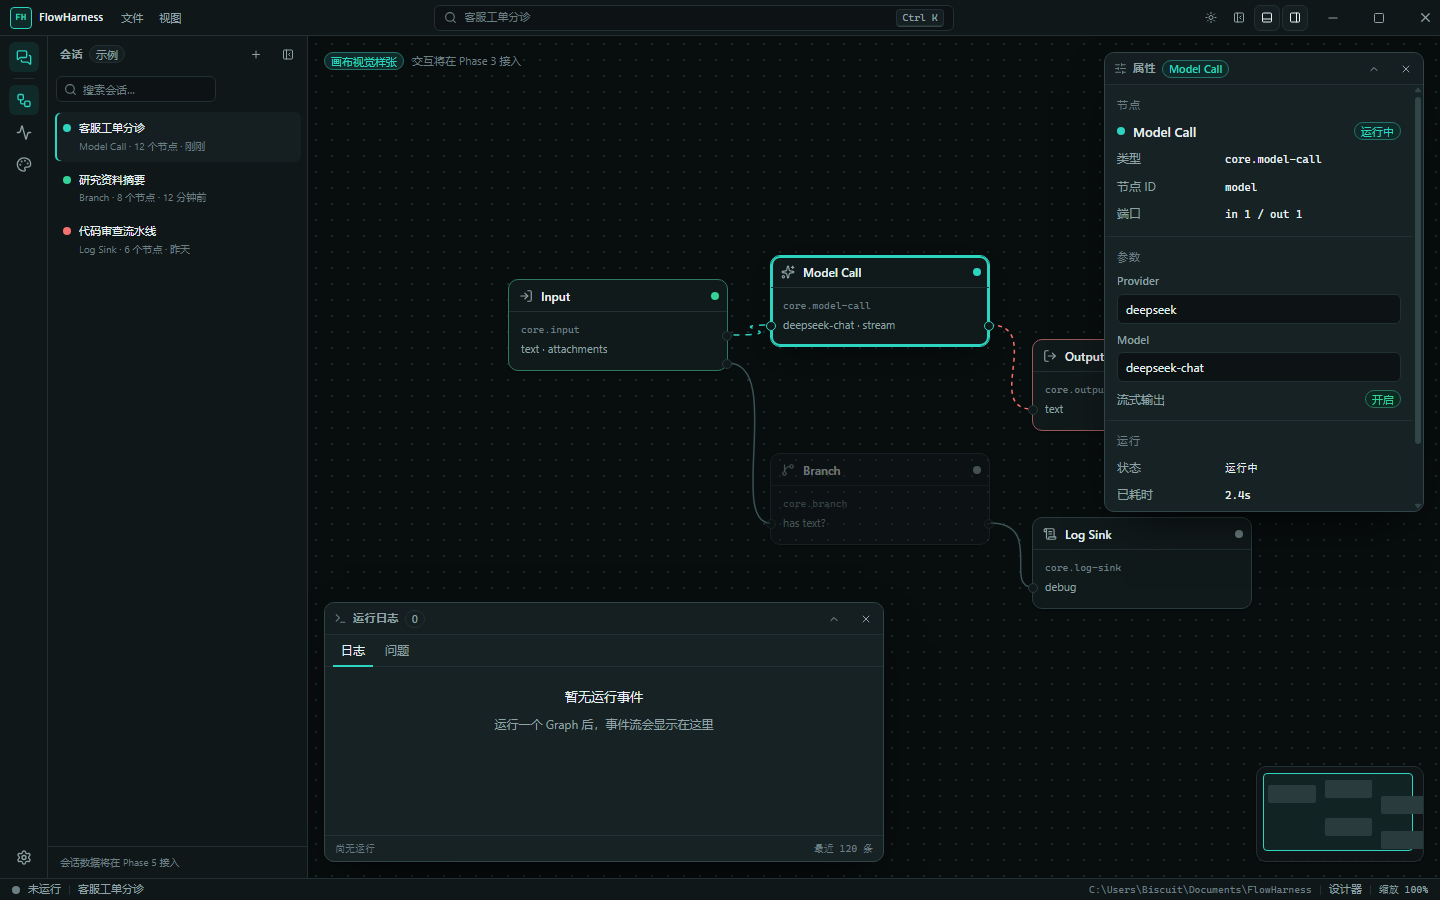 FH FlowHarness 文件 视图 客服工单分诊 Ctrl K
会话 示例
搜索会话...
客服工单分诊
Model Call · 12 个节点 · 刚刚
研究资料摘要
Branch · 8 个节点 · 12 分钟前
代码审查流水线
Log Sink · 6 个节点 · 昨天
会话数据将在 Phase 5 接入
画布视觉样张 交互将在 Phase 3 接入
Input
core.input
text · attachments
Model Call
core.model-call
deepseek-chat · stream
Output
core.outpu
text
Branch
core.branch
has text?
Log Sink
core.log-sink
debug
属性 Model Call
节点
Model Call 运行中
类型 core.model-call
节点 ID model
端口 in 1 / out 1
参数
Provider
deepseek
Model
deepseek-chat
流式输出 开启
运行
状态 运行中
已耗时 2.4s
运行日志 0
日志 问题
暂无运行事件
运行一个 Graph 后，事件流会显示在这里
尚无运行 最近 120 条
未运行 客服工单分诊 C:\Users\Biscuit\Documents\FlowHarness 设计器 缩放 100%